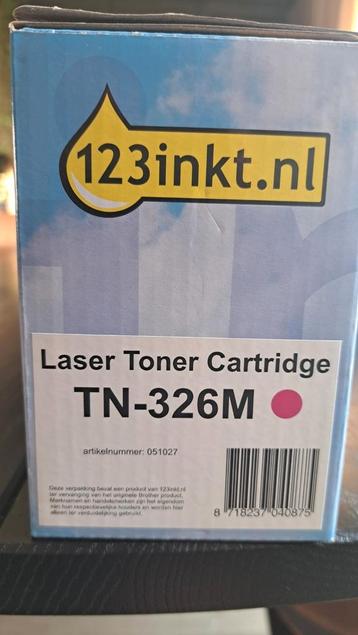 123inkt.nl
Laser Toner Cartridge
TN-326M
artikelnummer: 051027
Deze verpakking bevat een product van 123inkt.nl
ter vervanging van het originele Brother product.
Merknamen en handelsmerken zijn het eigendom
van hun respectievelijke houders en worden hier
alleen ter verduidelijking gebruikt.
8 718237 040875